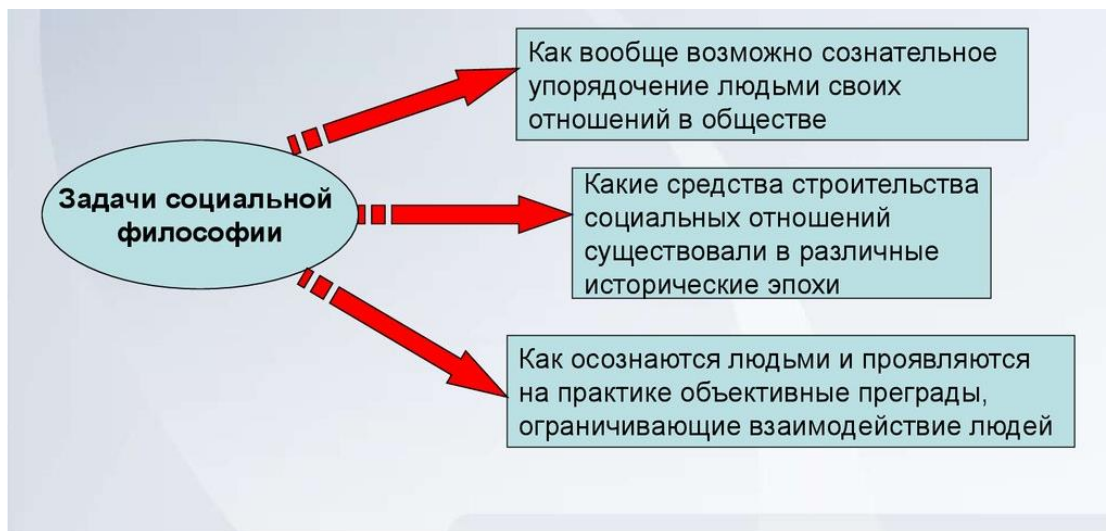 Как вообще возможно сознательное
упорядочение людьми своих
отношений в обществе
Задачи социальной
философии
Какие средства строительства
социальных отношений
существовали в различные
исторические эпохи
Как осознаются людьми и проявляются
на практике объективные преграды,
ограничивающие взаимодействие людей